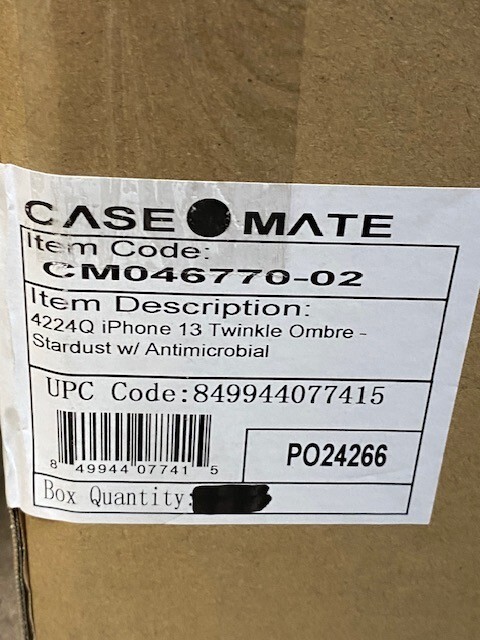 CASE MATE
Item Code:
CM046770-02
Item Description:
4224Q iPhone 13 Twinkle Ombre -
Stardust w/ Antimicrobial
UPC Code:849944077415
8 49944 07741 5
PO24266
Box Quantity: